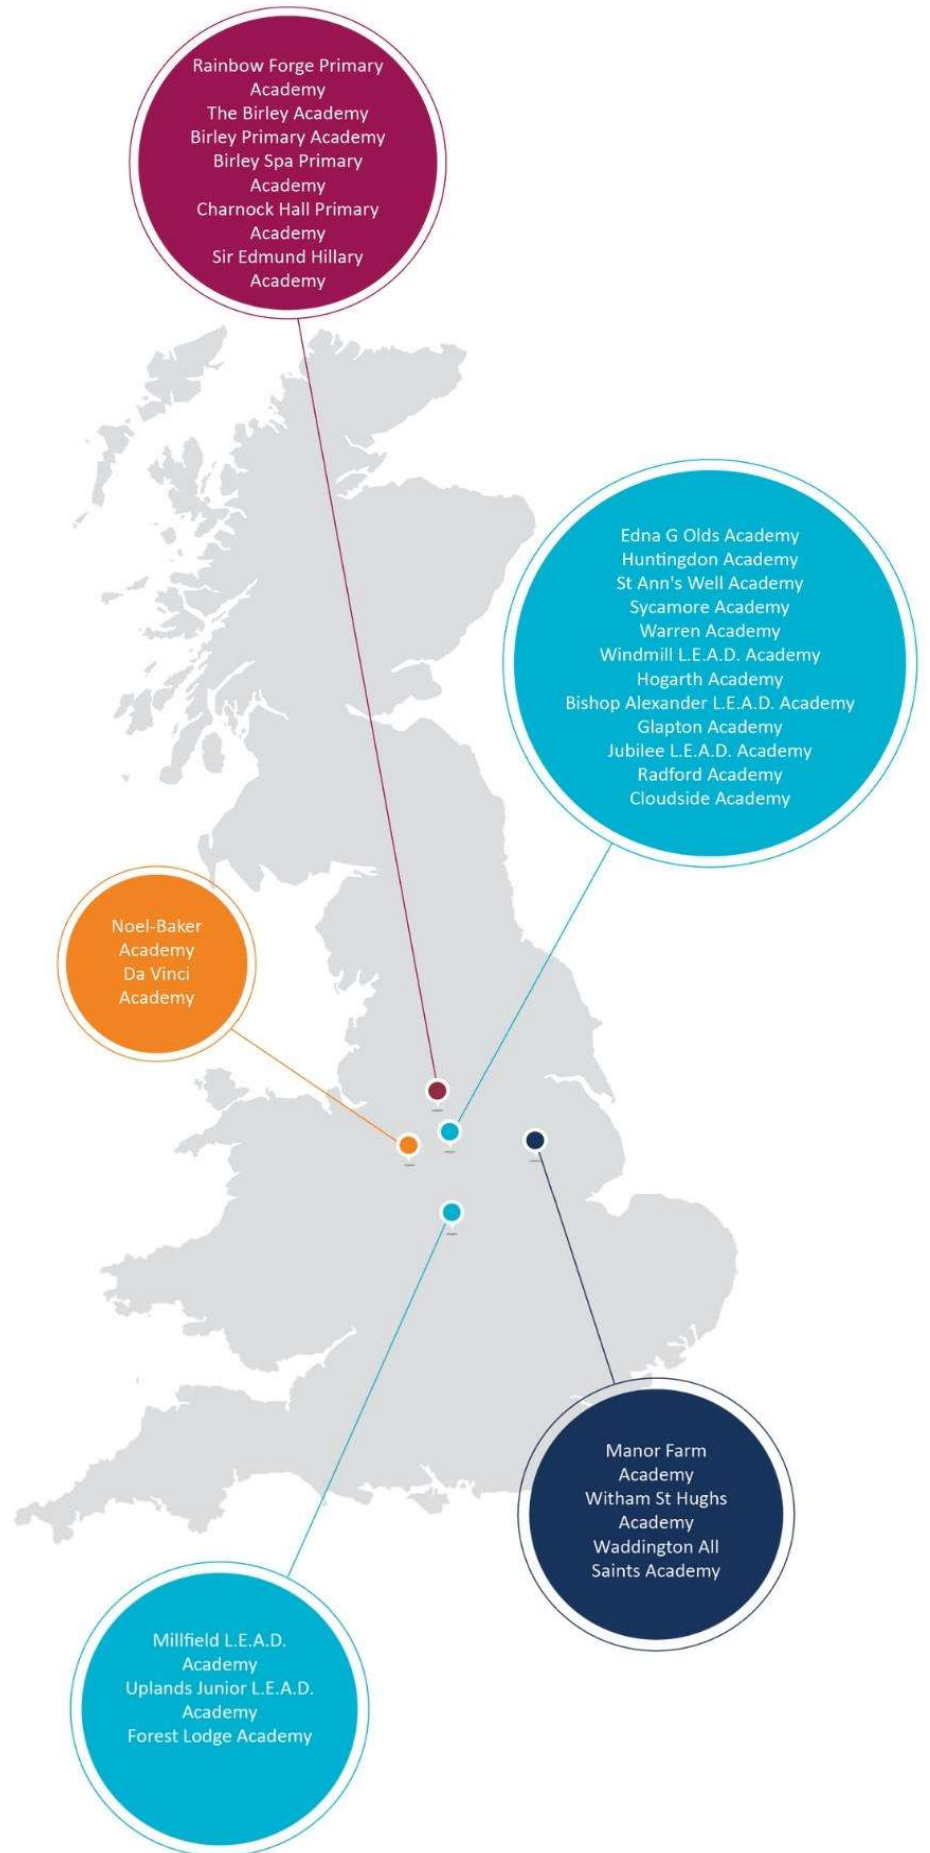 Rainbow Forge Primary
Academy
The Birley Academy
Birley Primary Academy
Birley Spa Primary
Academy
Charnock Hall Primary
Academy
Sir Edmund Hillary
Academy
Edna G Olds Academy
Huntingdon Academy
St Ann's Well Academy
Sycamore Academy
Warren Academy
Windmill L.E.A.D. Academy
Hogarth Academy
Bishop Alexander L.E.A.D. Academy
Glapton Academy
Jubilee L.E.A.D. Academy
Radford Academy
Cloudside Academy
Noel-Baker
Academy
Da Vinci
Academy
Manor Farm
Academy
Witham St Hughs
Academy
Waddington All
Saints Academy
Millfield L.E.A.D.
Academy
Uplands Junior L.E.A.D.
Academy
Forest Lodge Academy